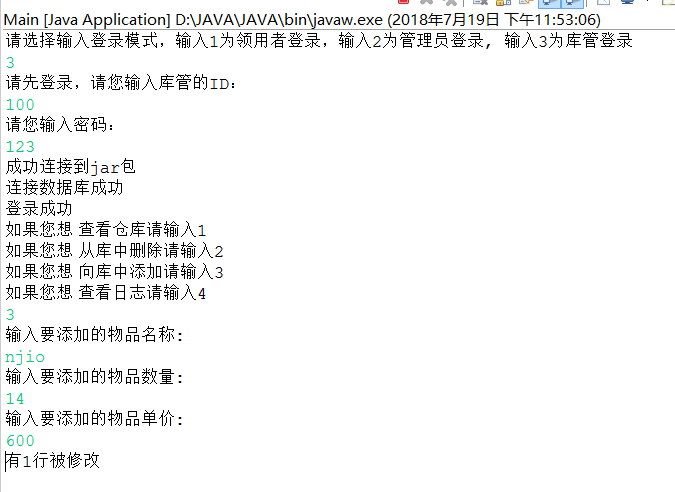 Main [Java Application] D:\JAVA\JAVA\bin\javaw.exe (2018年7月19日 下午11:53:06)
请选择输入登录模式，输入1为领用者登录，输入2为管理员登录, 输入3为库管登录
3
请先登录，请您输入库管的ID：
100
请您输入密码：
123
成功连接到jar包
连接数据库成功
登录成功
如果您想 查看仓库请输入1
如果您想 从库中删除请输入2
如果您想 向库中添加请输入3
如果您想 查看日志请输入4
3
输入要添加的物品名称:
njio
输入要添加的物品数量:
14
输入要添加的物品单价:
600
有1行被修改